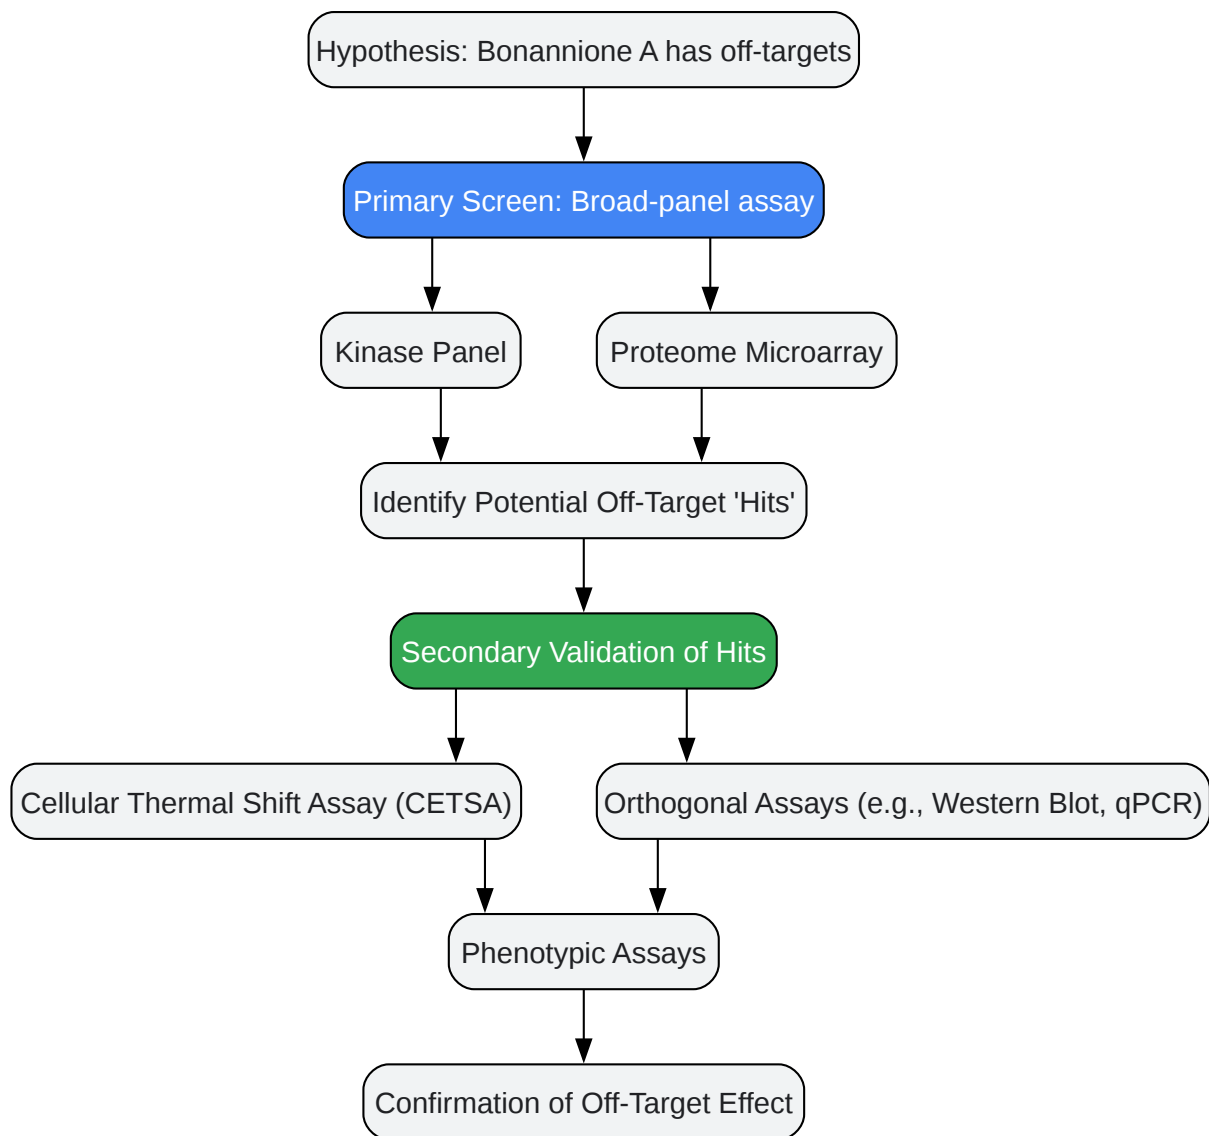 Hypothesis: Bonannione A has off-targets
Primary Screen: Broad-panel assay
Kinase Panel
Proteome Microarray
Identify Potential Off-Target 'Hits'
Secondary Validation of Hits
Cellular Thermal Shift Assay (CETSA)
Orthogonal Assays (e.g., Western Blot, qPCR)
Phenotypic Assays
Confirmation of Off-Target Effect